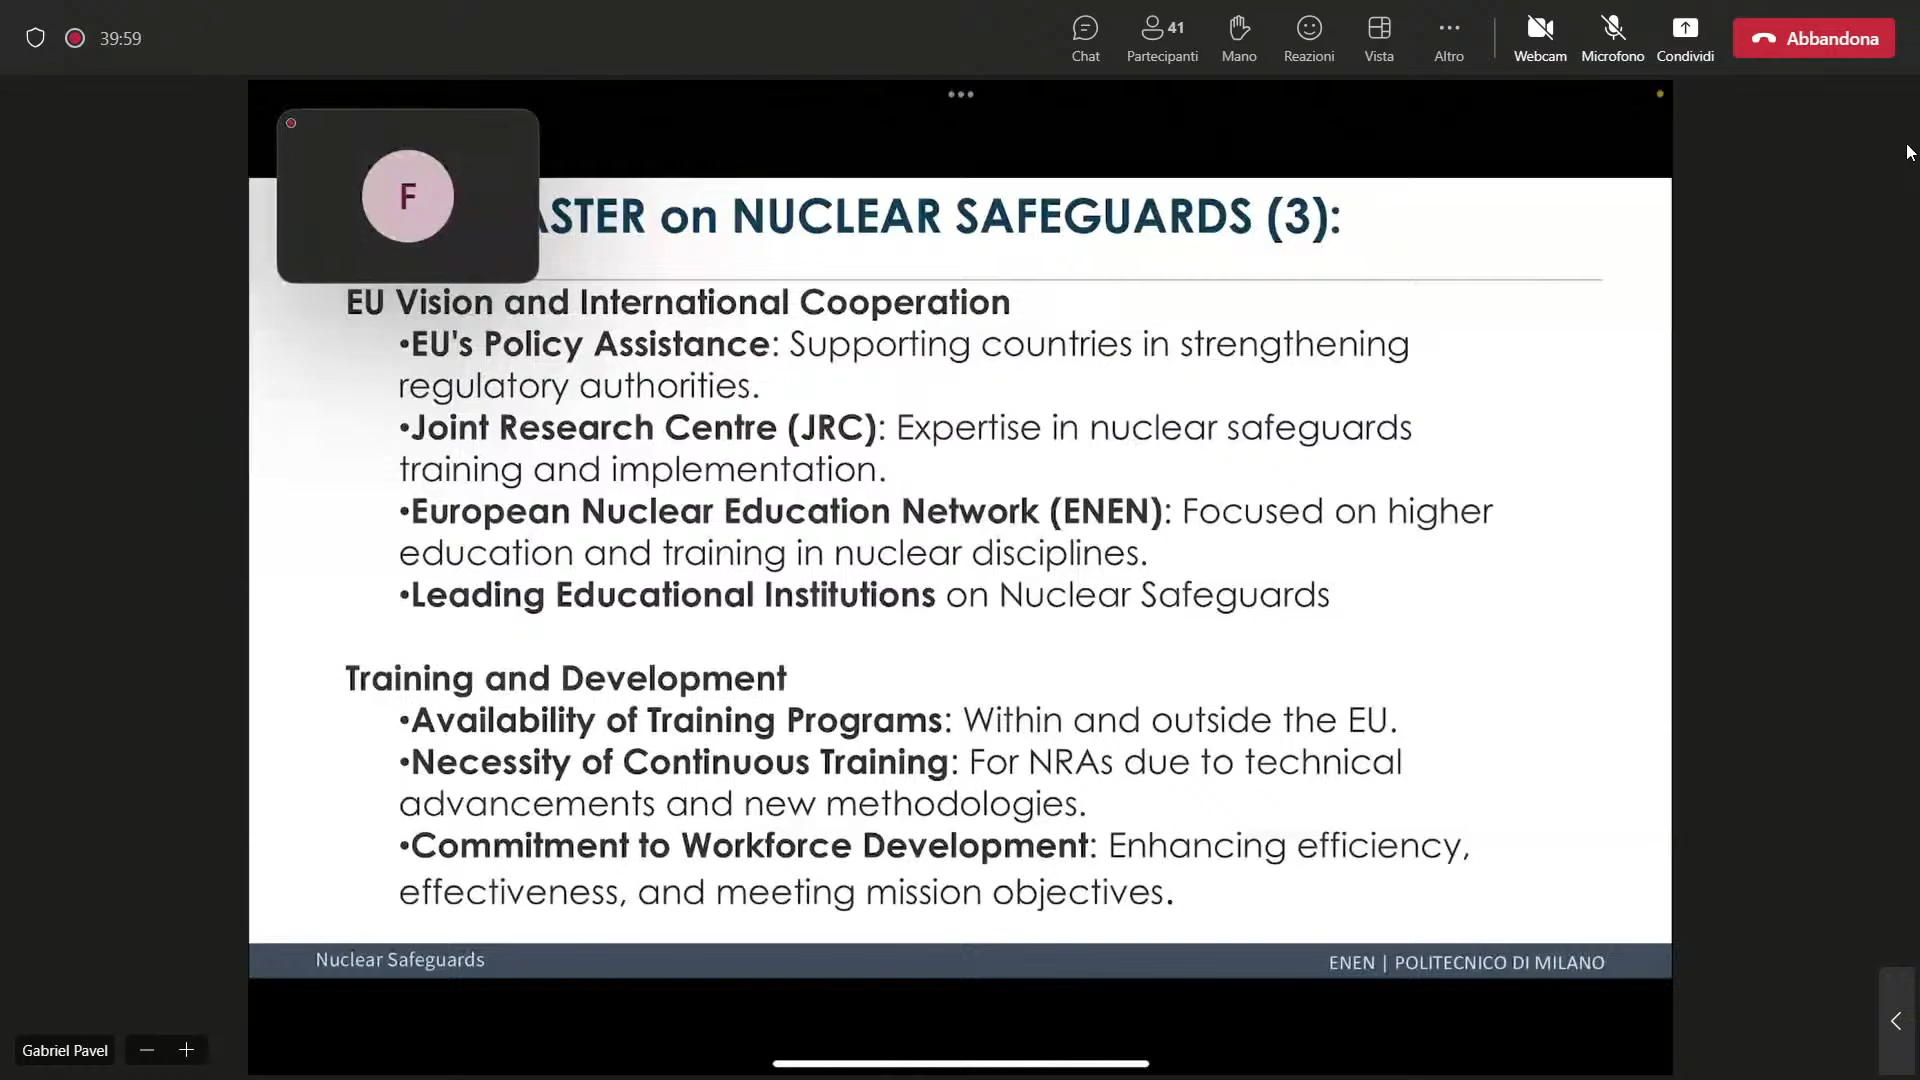 39:59
41
Chat
Partecipanti
Mano
Reazioni
Vista
Altro
Webcam
Microfono
Condividi
Abbandona
F
on NUCLEAR SAFEGUARDS (3):
EU Vision and International Cooperation
•EU's Policy Assistance: Supporting countries in strengthening
regulatory authorities.
•Joint Research Centre (JRC): Expertise in nuclear safeguards
training and implementation.
•European Nuclear Education Network (ENEN): Focused on higher
education and training in nuclear disciplines.
•Leading Educational Institutions on Nuclear Safeguards
Training and Development
•Availability of Training Programs: Within and outside the EU.
•Necessity of Continuous Training: For NRAs due to technical
advancements and new methodologies.
•Commitment to Workforce Development: Enhancing efficiency,
effectiveness, and meeting mission objectives.
Nuclear Safeguards
ENEN | POLITECNICO DI MILANO
Gabriel Pavel